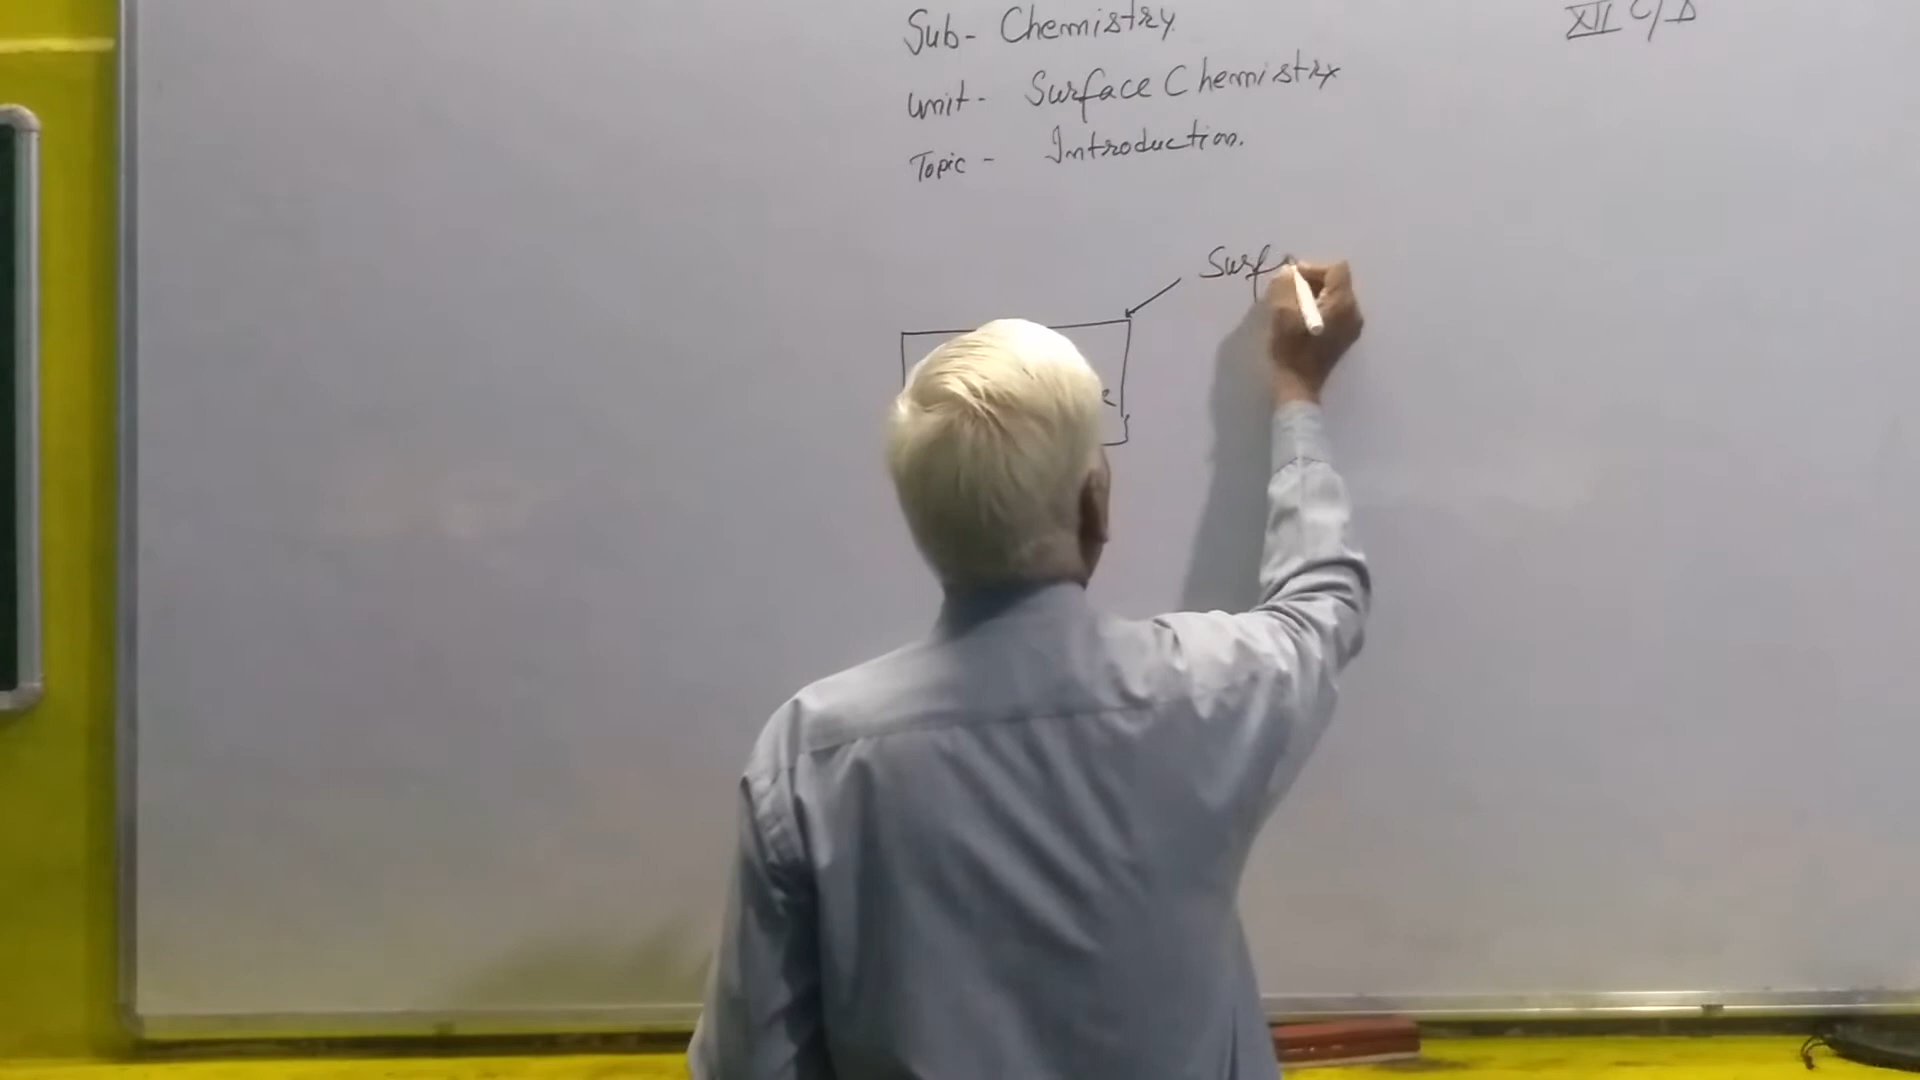 Sub- Chemistry.
XII C/D
Unit- Surface Chemistry
Topic - Introduction.
Surf